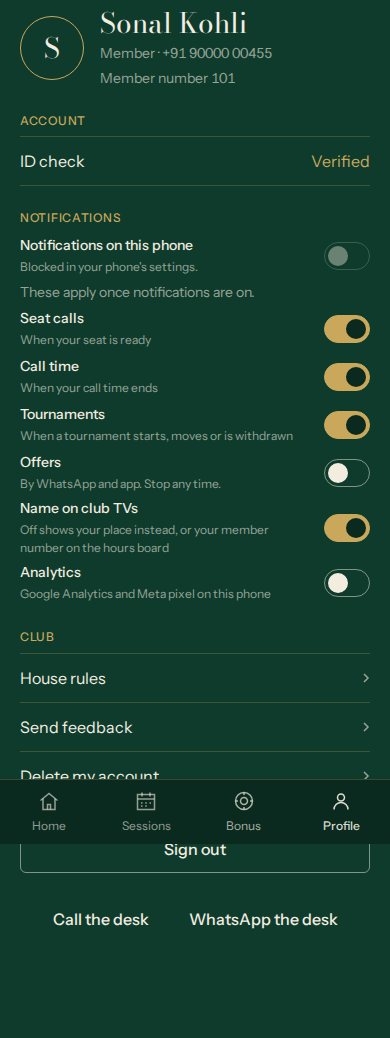 S
Sonal Kohli
Member · +91 90000 00455
Member number 101
ACCOUNT
ID check
Verified
NOTIFICATIONS
Notifications on this phone
Blocked in your phone's settings.
These apply once notifications are on.
Seat calls
When your seat is ready
Call time
When your call time ends
Tournaments
When a tournament starts, moves or is withdrawn
Offers
By WhatsApp and app. Stop any time.
Name on club TVs
Off shows your place instead, or your member
number on the hours board
Analytics
Google Analytics and Meta pixel on this phone
CLUB
House rules
Send feedback
Delete my account
Home
Sessions
Bonus
Profile
Sign out
Call the desk
WhatsApp the desk